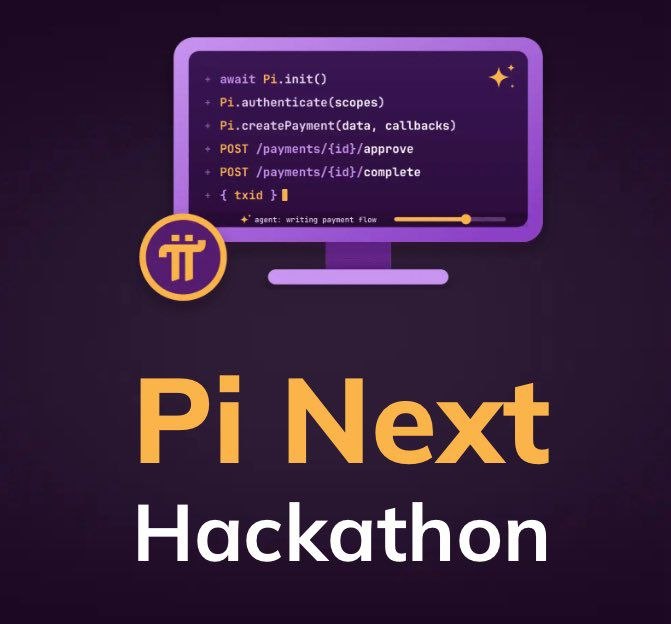 + await Pi.init()
+ Pi.authenticate(scopes)
+ Pi.createPayment(data, callbacks)
+ POST /payments/{id}/approve
+ POST /payments/{id}/complete
+ { txid }
agent: writing payment flow
Pi Next
Hackathon